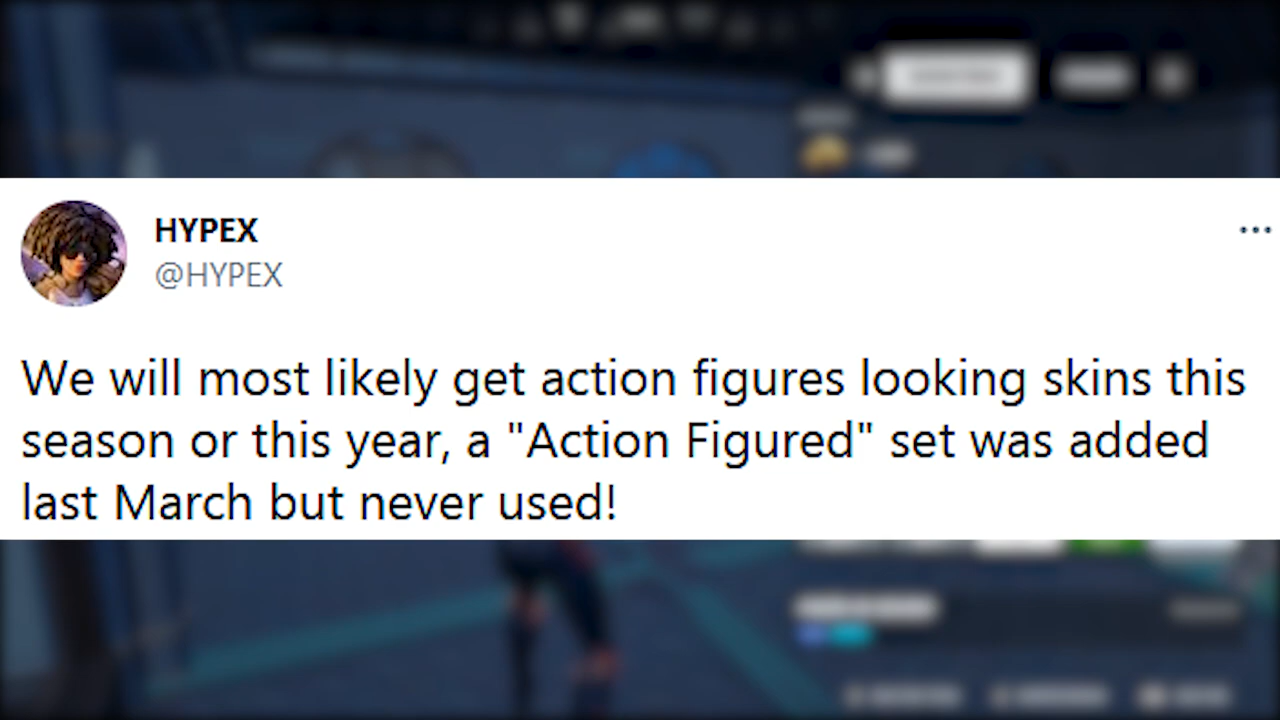 HYPEX
@HYPEX
We will most likely get action figures looking skins this
season or this year, a "Action Figured" set was added
last March but never used!